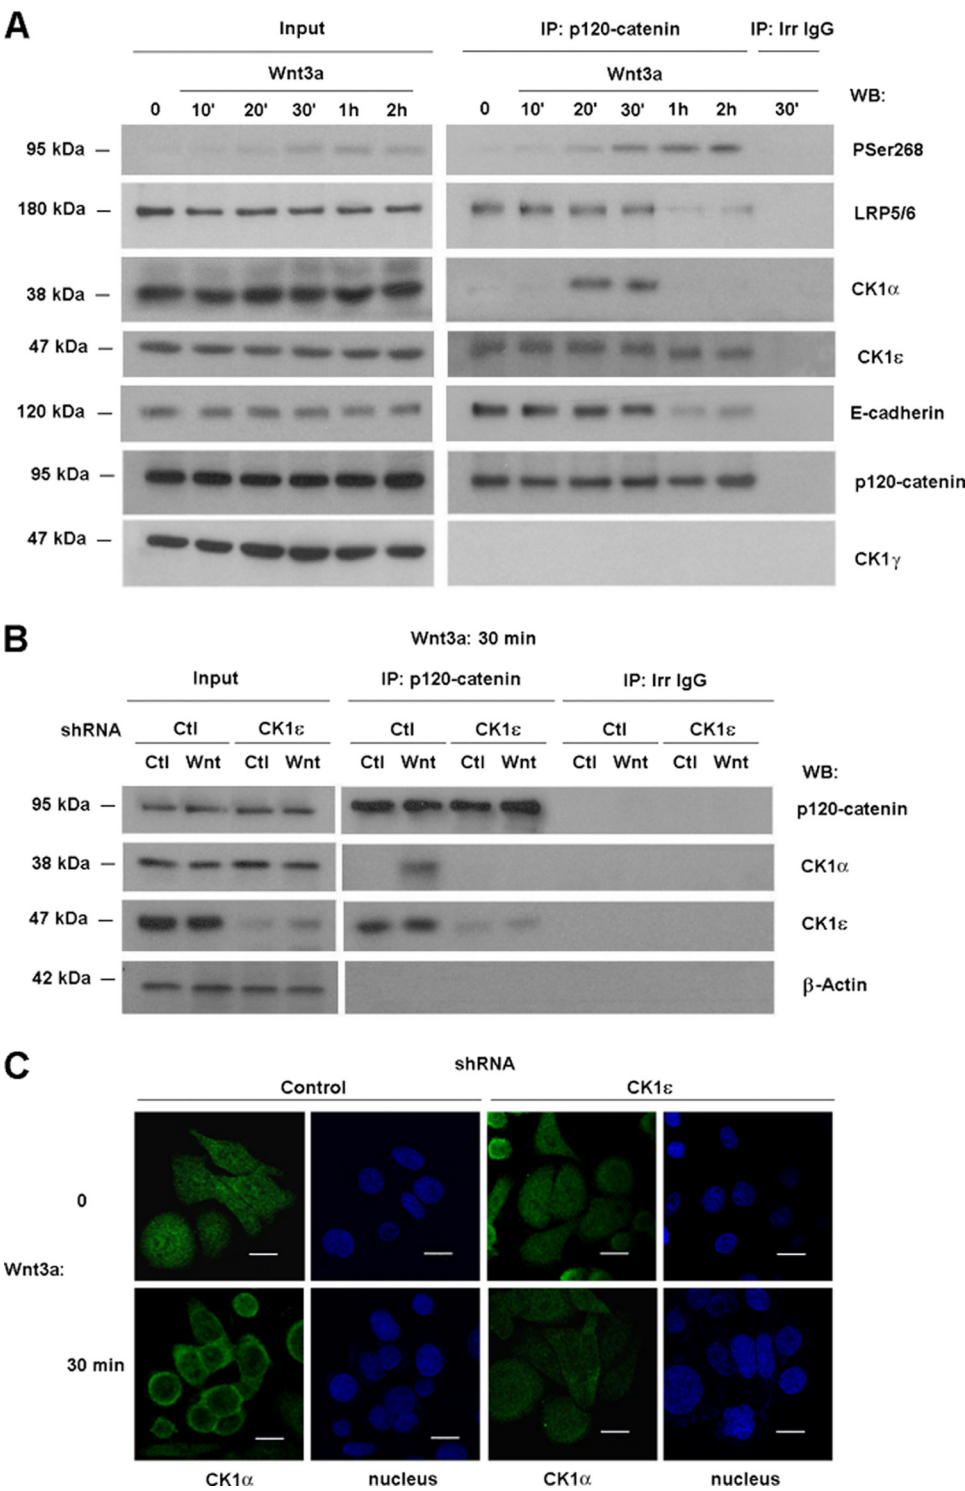 A
Input IP: p120-catenin IP: Irr IgG
Wnt3a Wnt3a
WB:
0 10' 20' 30' 1h 2h 0 10' 20' 30' 1h 2h 30'
95 kDa PSer268
180 kDa LRP5/6
38 kDa CK1α
47 kDa CK1ε
120 kDa E-cadherin
95 kDa p120-catenin
47 kDa CK1γ
B
Wnt3a: 30 min
Input IP: p120-catenin IP: Irr IgG
shRNA Ctl CK1ε Ctl CK1ε Ctl CK1ε
Ctl Wnt Ctl Wnt Ctl Wnt Ctl Wnt Ctl Wnt Ctl Wnt
WB:
95 kDa p120-catenin
38 kDa CK1α
47 kDa CK1ε
42 kDa β-Actin
C
shRNA
Control CK1ε
0
Wnt3a:
30 min
CK1α nucleus CK1α nucleus